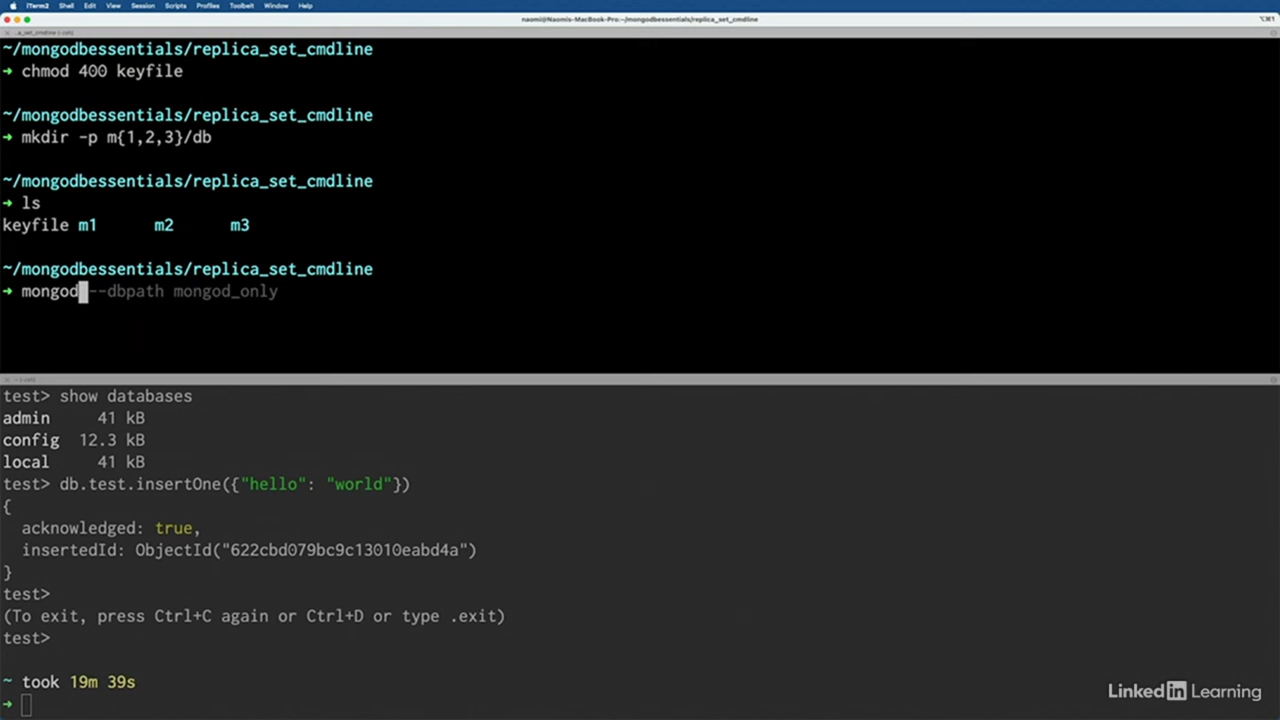 iTerm2 Shell Edit View Session Scripts Profiles Toolbelt Window Help
naomi@Naomis-MacBook-Pro:~/mongodbessentials/replica_set_cmdline
~/mongodbessentials/replica_set_cmdline
➜ chmod 400 keyfile
~/mongodbessentials/replica_set_cmdline
➜ mkdir -p m{1,2,3}/db
~/mongodbessentials/replica_set_cmdline
➜ ls
keyfile m1 m2 m3
~/mongodbessentials/replica_set_cmdline
➜ mongod --dbpath mongod_only
test> show databases
admin 41 kB
config 12.3 kB
local 41 kB
test> db.test.insertOne({"hello": "world"})
{
acknowledged: true,
insertedId: ObjectId("622cbd079bc9c13010eabd4a")
}
test>
(To exit, press Ctrl+C again or Ctrl+D or type .exit)
test>
~ took 19m 39s
➜
LinkedIn Learning